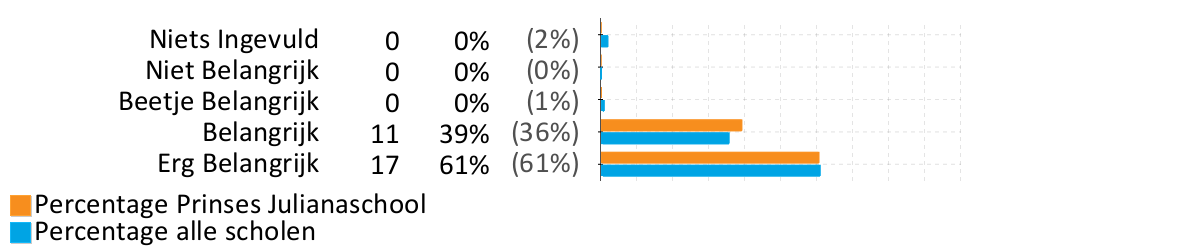 Niets Ingevuld 0 0% (2%)
Niet Belangrijk 0 0% (0%)
Beetje Belangrijk 0 0% (1%)
Belangrijk 11 39% (36%)
Erg Belangrijk 17 61% (61%)
Percentage Prinses Julianaschool
Percentage alle scholen